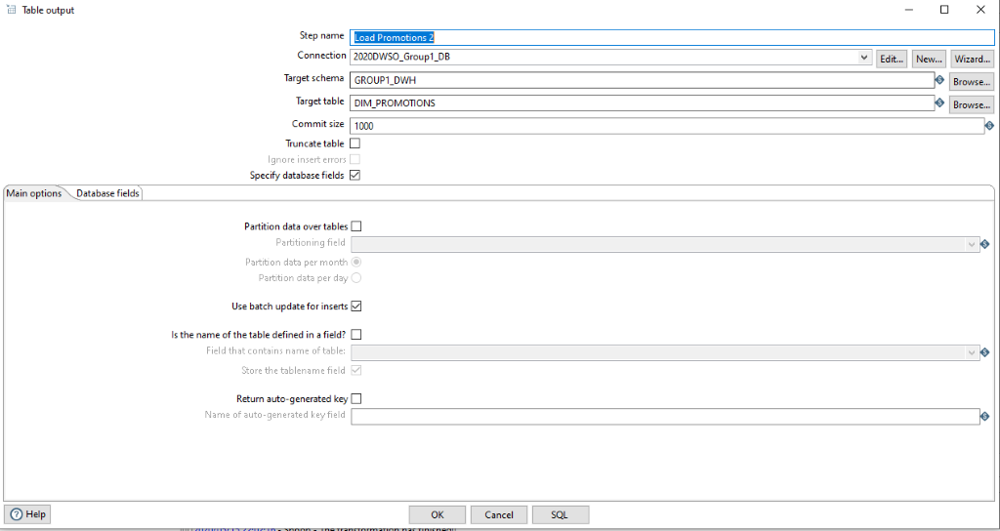 Table output
Step name Load Promotions 2
Connection 2020DWSO_Group1_DB Edit... New... Wizard...
Target schema GROUP1_DWH Browse...
Target table DIM_PROMOTIONS Browse...
Commit size 1000
Truncate table
Ignore insert errors
Specify database fields
Main options Database fields
Partition data over tables
Partitioning field
Partition data per month
Partition data per day
Use batch update for inserts
Is the name of the table defined in a field?
Field that contains name of table:
Store the tablename field
Return auto-generated key
Name of auto-generated key field
Help OK Cancel SQL